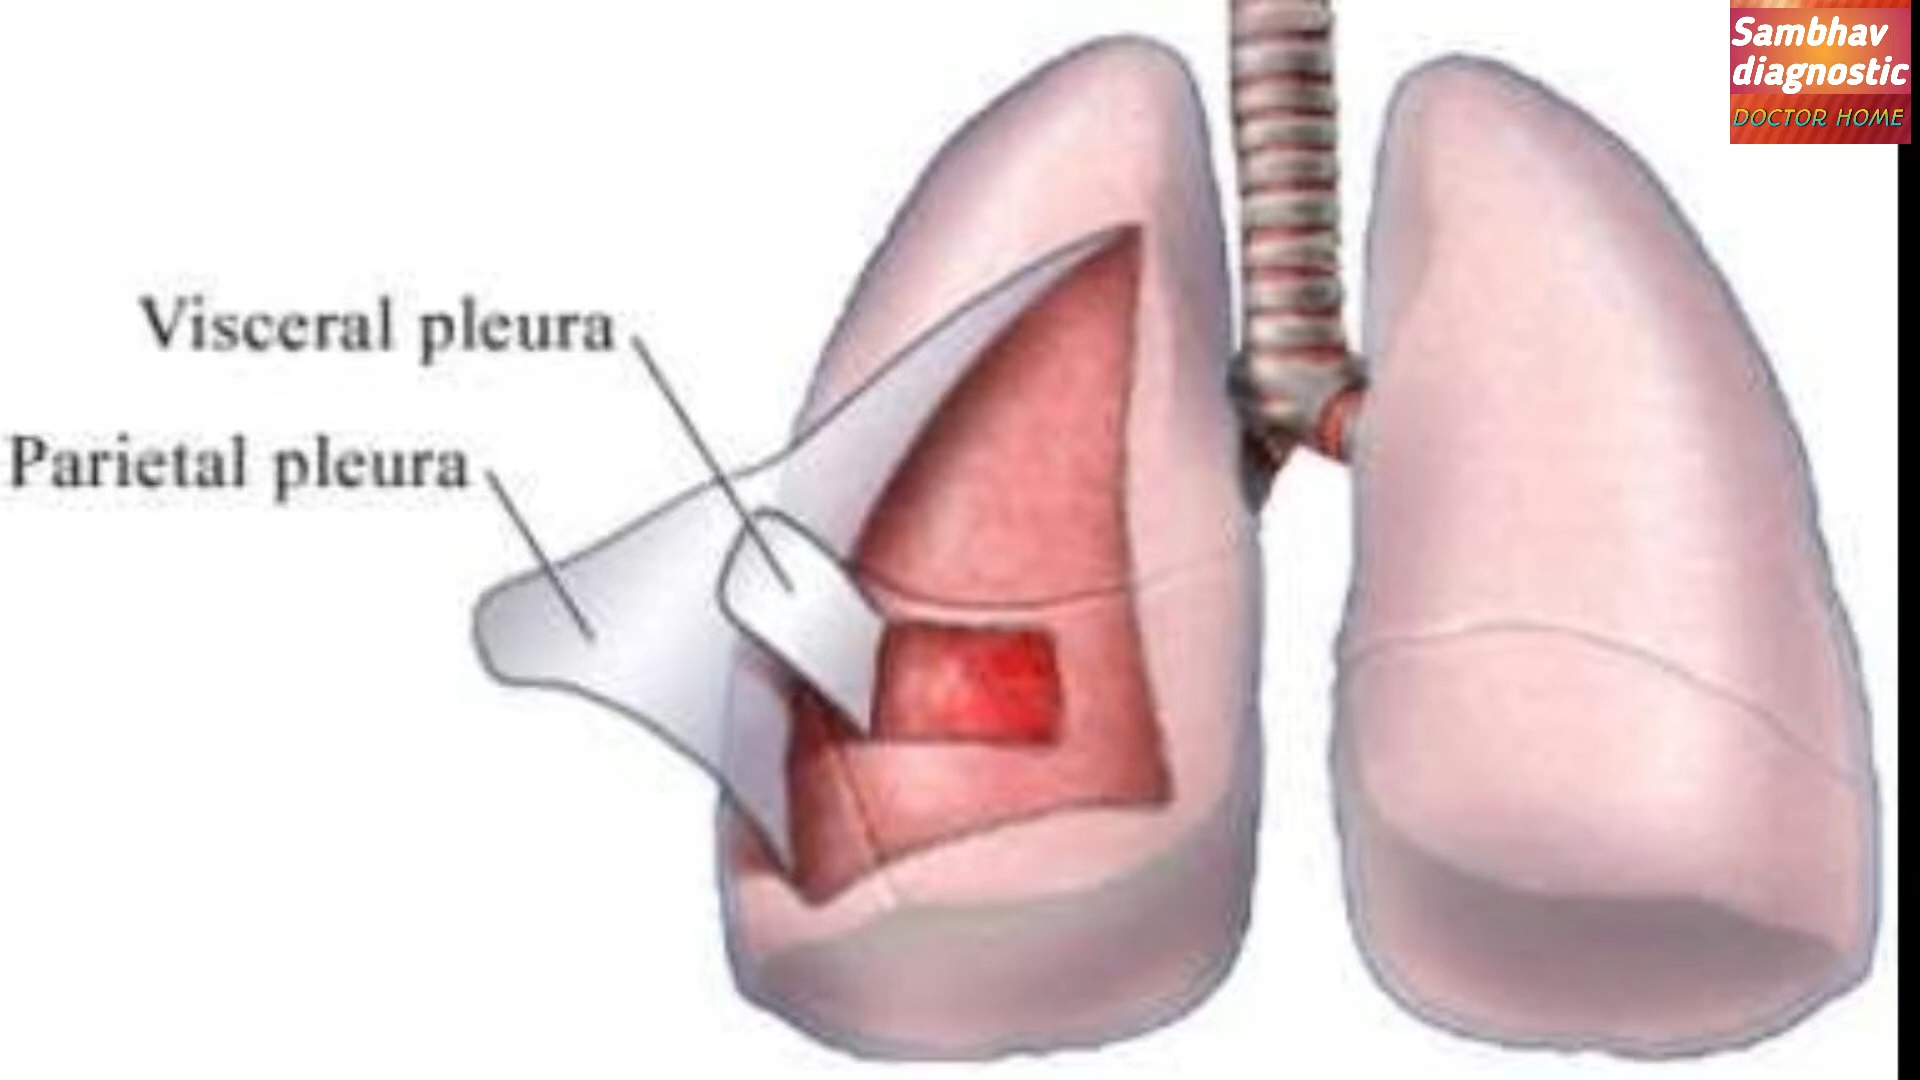 Sambhav
diagnostic
DOCTOR HOME
Visceral pleura
Parietal pleura